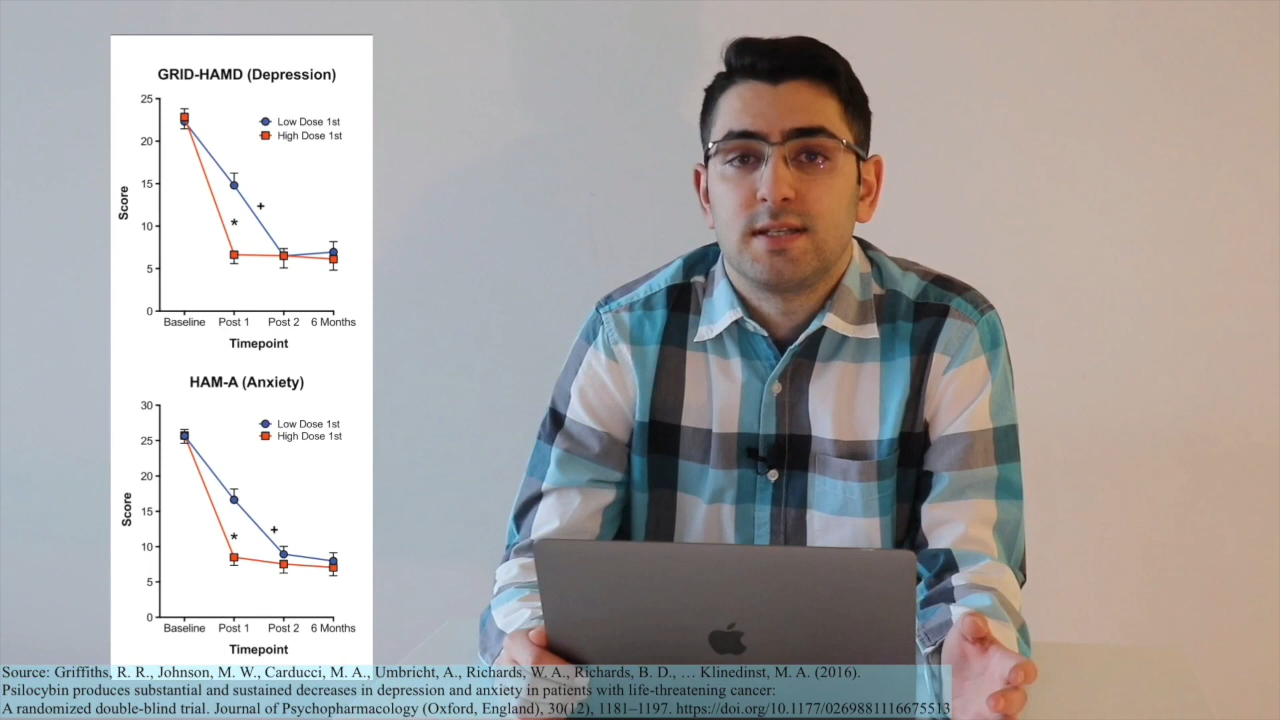 GRID-HAMD (Depression)
25
20
15
10
5
0
Score
Low Dose 1st
High Dose 1st
+
*
Baseline Post 1 Post 2 6 Months
Timepoint
HAM-A (Anxiety)
30
25
20
15
10
5
0
Score
Low Dose 1st
High Dose 1st
+
*
Baseline Post 1 Post 2 6 Months
Timepoint
Source: Griffiths, R. R., Johnson, M. W., Carducci, M. A., Umbricht, A., Richards, W. A., Richards, B. D., … Klinedinst, M. A. (2016).
Psilocybin produces substantial and sustained decreases in depression and anxiety in patients with life-threatening cancer:
A randomized double-blind trial. Journal of Psychopharmacology (Oxford, England), 30(12), 1181–1197. https://doi.org/10.1177/0269881116675513